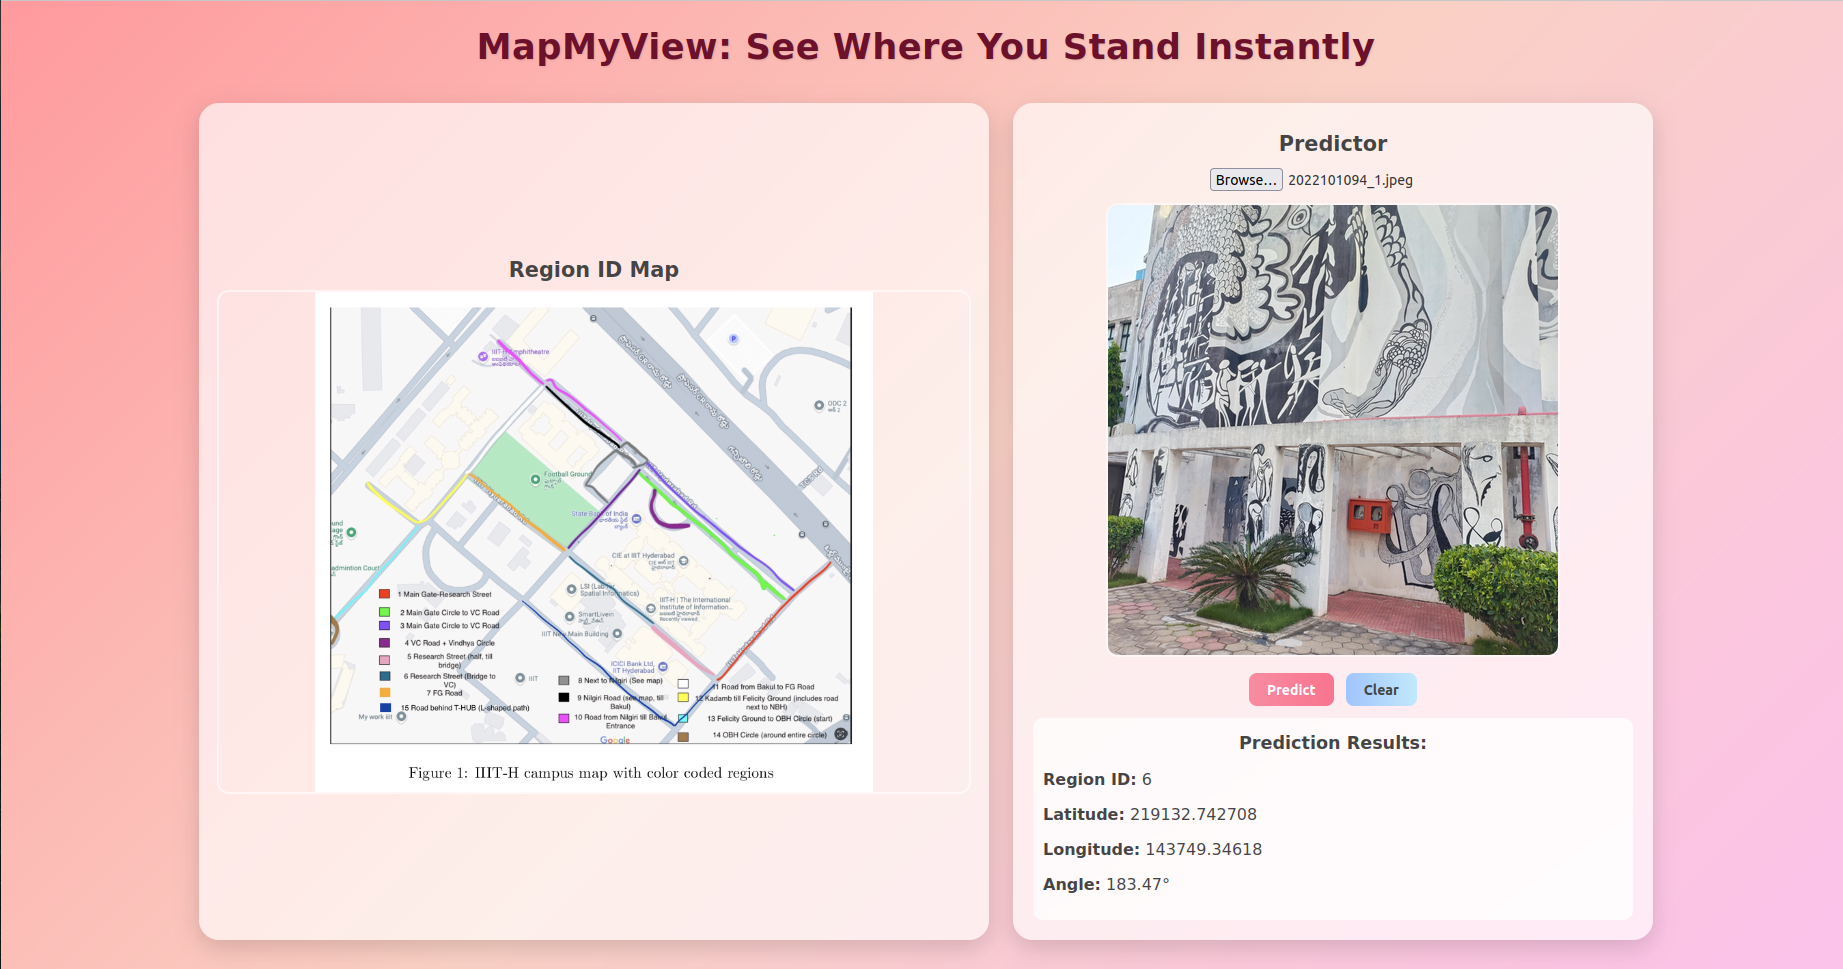 MapMyView: See Where You Stand Instantly
Region ID Map
IIIT-H Amphitheatre
P
ODC 2
Football Ground
State Bank of India
CIE at IIIT Hyderabad
LSI (Lab for
Spatial Informatics)
IIIT-H | The International
Institute of Information...
Recently viewed
SmartLivein
IIIT New Main Building
ICICI Bank Ltd,
IIIT Hyderabad
IIIT
My work iiit
1 Main Gate-Research Street
2 Main Gate Circle to VC Road
3 Main Gate Circle to VC Road
4 VC Road + Vindhya Circle
5 Research Street (half, till
bridge)
6 Research Street (Bridge to
VC)
7 FG Road
15 Road behind T-HUB (L-shaped path)
8 Next to Nilgiri (See map)
9 Nilgiri Road (see map, till
Bakul)
10 Road from Nilgiri till Bakul
Entrance
11 Road from Bakul to FG Road
12 Kadamb till Felicity Ground (includes road
next to NBH)
13 Felicity Ground to OBH Circle (start)
14 OBH Circle (around entire circle)
Google
Figure 1: IIIT-H campus map with color coded regions
Predictor
Browse... 2022101094_1.jpeg
Predict Clear
Prediction Results:
Region ID: 6
Latitude: 219132.742708
Longitude: 143749.34618
Angle: 183.47°